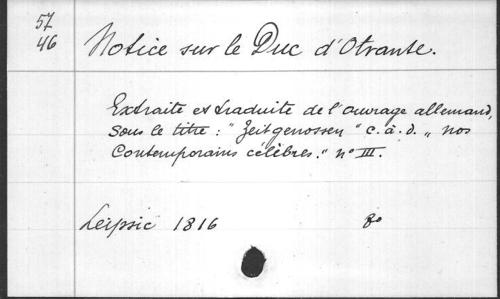 57
46
Notice sur le Duc d'Otrante.
Extraite et traduite de l'ouvrage allemand,
sous le titre: "Zeitgenossen" c.à.d. „ nos
Contemporains célèbres." n° III.
Leipsic 1816 8°